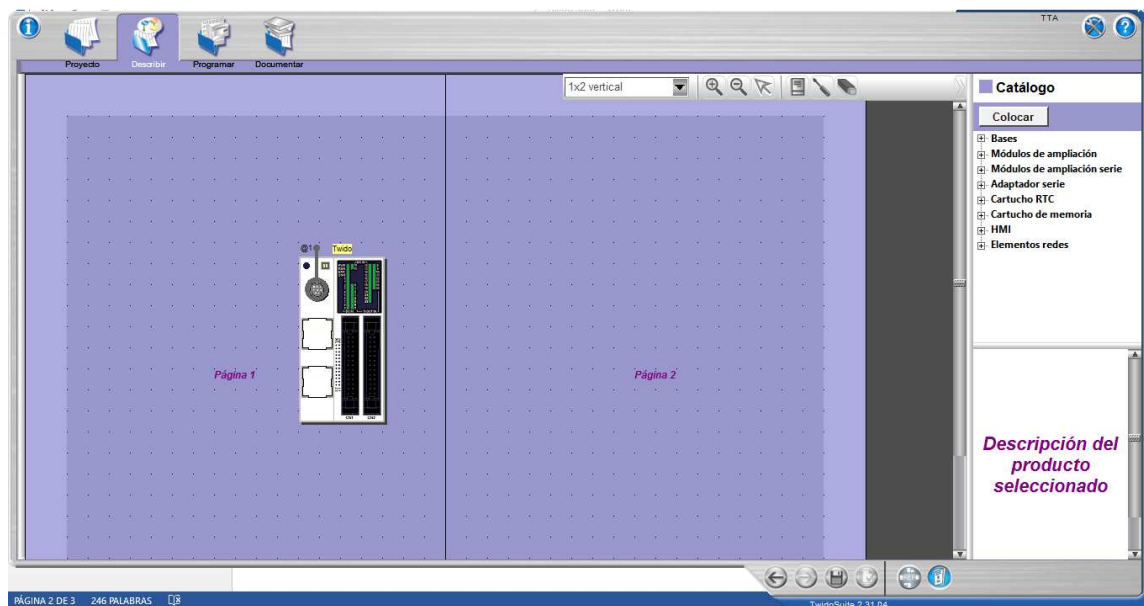 TTA
Proyecto
Describir
Programar
Documentar
1x2 vertical
Catálogo
Colocar
Bases
Módulos de ampliación
Módulos de ampliación serie
Adaptador serie
Cartucho RTC
Cartucho de memoria
HMI
Elementos redes
Twido
Página 1
Página 2
Descripción del
producto
seleccionado
PÁGINA 2 DE 3 246 PALABRAS
TwidoSuite 2.31.04